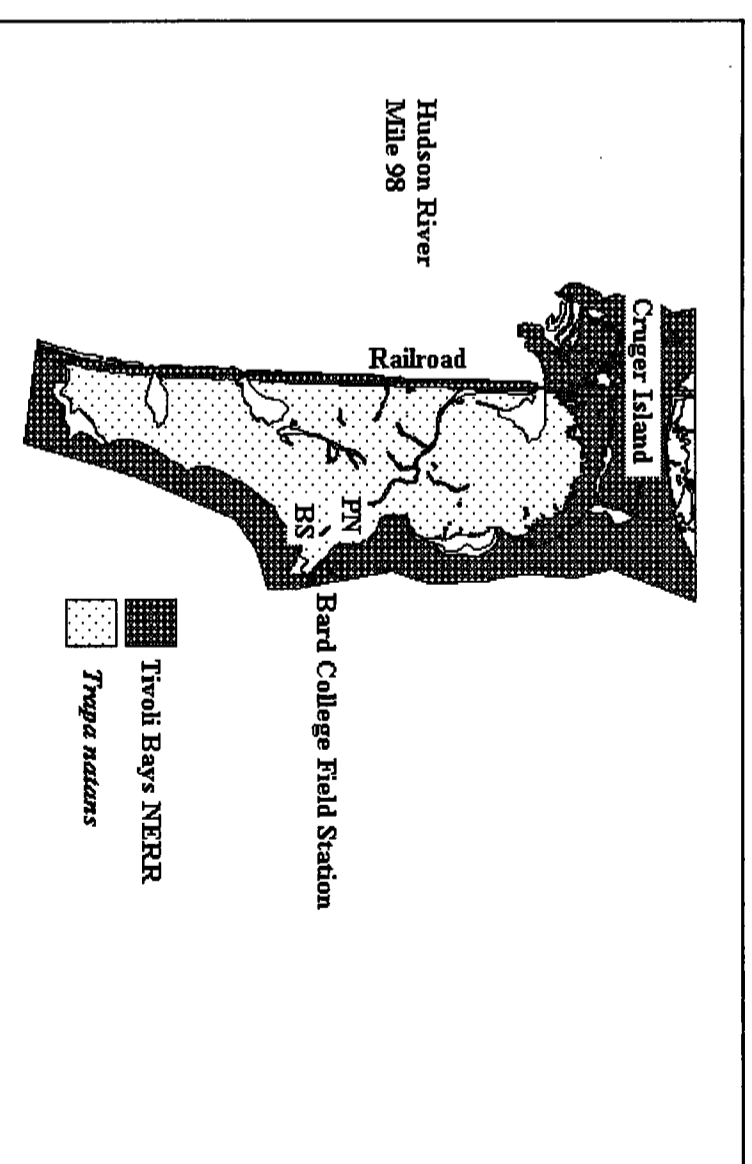 Hudson River
Mile 98
Cruger Island
Railroad
PN
BS
Bard College Field Station
Tivoli Bays NERR
Trapa natans